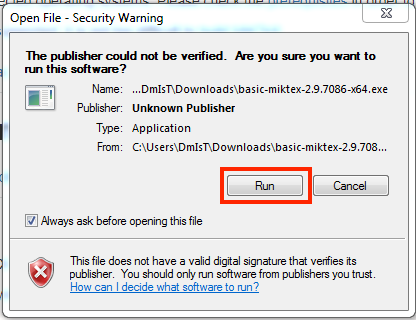 Open File - Security Warning
The publisher could not be verified.  Are you sure you want to
run this software?
Name: ...DmIsT\Downloads\basic-miktex-2.9.7086-x64.exe
Publisher: Unknown Publisher
Type: Application
From: C:\Users\DmIsT\Downloads\basic-miktex-2.9.708...
Run Cancel
Always ask before opening this file
This file does not have a valid digital signature that verifies its
publisher.  You should only run software from publishers you trust.
How can I decide what software to run?